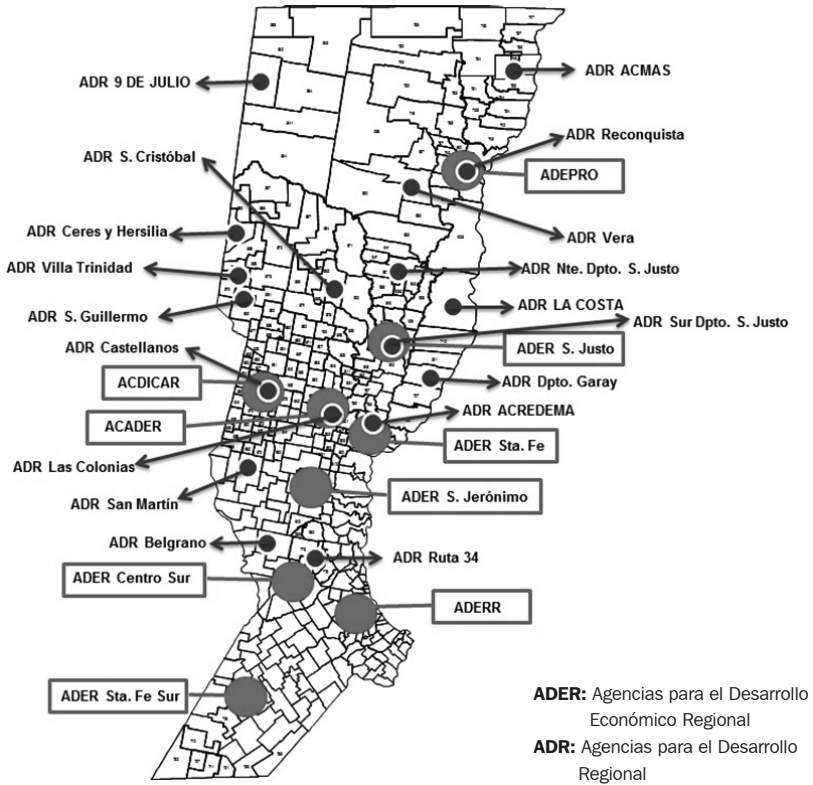 ADR ACMAS
ADR 9 DE JULIO
ADR Reconquista
ADR S. Cristóbal
ADEPRO
ADR Ceres y Hersilia
ADR Vera
ADR Villa Trinidad
ADR Nte. Dpto. S. Justo
ADR LA COSTA
ADR S. Guillermo
ADR Sur Dpto. S. Justo
ADR Castellanos
ADER S. Justo
ACDICAR
ADR Dpto. Garay
ADR ACREDEMA
ACADER
ADER Sta. Fe
ADR Las Colonias
ADER S. Jerónimo
ADR San Martín
ADR Belgrano
ADR Ruta 34
ADER Centro Sur
ADERR
ADER Sta. Fe Sur
ADER: Agencias para el Desarrollo
Económico Regional
ADR: Agencias para el Desarrollo
Regional